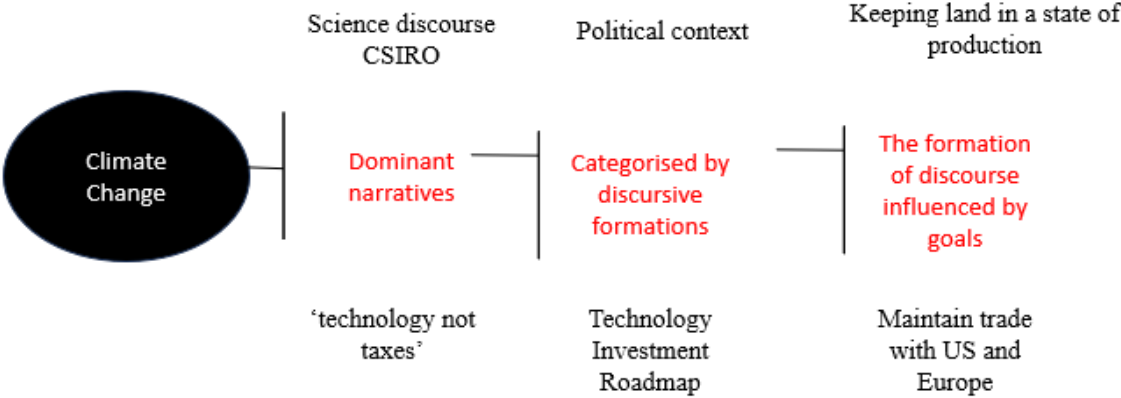 Science discourse
CSIRO
Political context
Keeping land in a state of
production
Climate
Change
Dominant
narratives
Categorised by
discursive
formations
The formation
of discourse
influenced by
goals
‘technology not
taxes’
Technology
Investment
Roadmap
Maintain trade
with US and
Europe